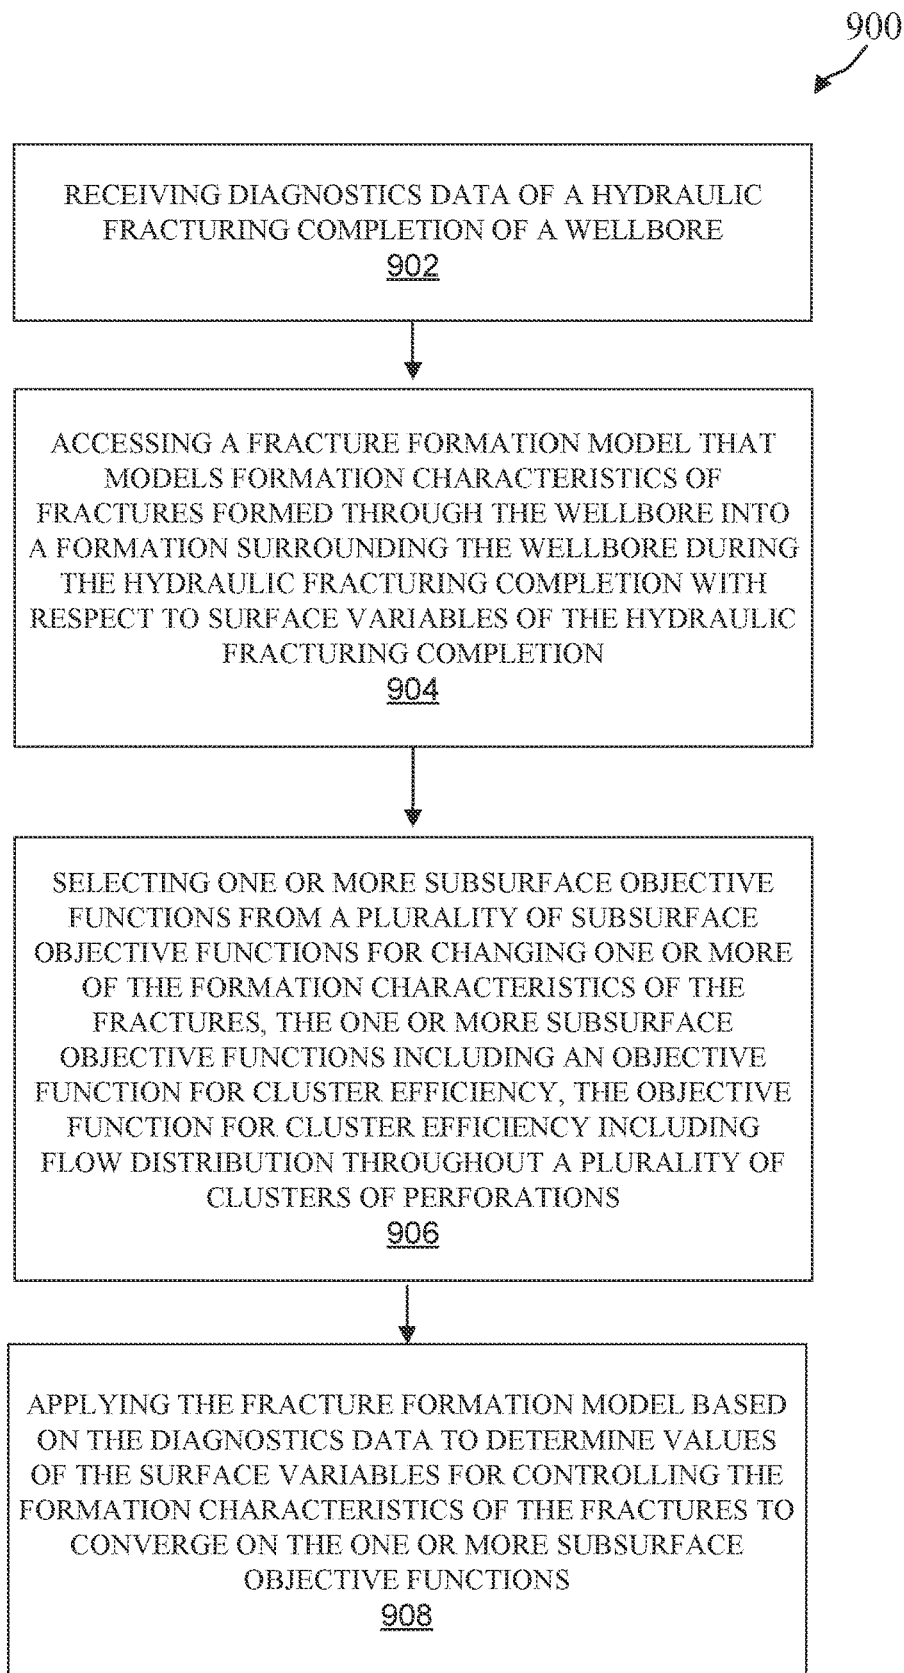 900
RECEIVING DIAGNOSTICS DATA OF A HYDRAULIC
FRACTURING COMPLETION OF A WELLBORE
902
ACCESSING A FRACTURE FORMATION MODEL THAT
MODELS FORMATION CHARACTERISTICS OF
FRACTURES FORMED THROUGH THE WELLBORE INTO
A FORMATION SURROUNDING THE WELLBORE DURING
THE HYDRAULIC FRACTURING COMPLETION WITH
RESPECT TO SURFACE VARIABLES OF THE HYDRAULIC
FRACTURING COMPLETION
904
SELECTING ONE OR MORE SUBSURFACE OBJECTIVE
FUNCTIONS FROM A PLURALITY OF SUBSURFACE
OBJECTIVE FUNCTIONS FOR CHANGING ONE OR MORE
OF THE FORMATION CHARACTERISTICS OF THE
FRACTURES, THE ONE OR MORE SUBSURFACE
OBJECTIVE FUNCTIONS INCLUDING AN OBJECTIVE
FUNCTION FOR CLUSTER EFFICIENCY, THE OBJECTIVE
FUNCTION FOR CLUSTER EFFICIENCY INCLUDING
FLOW DISTRIBUTION THROUGHOUT A PLURALITY OF
CLUSTERS OF PERFORATIONS
906
APPLYING THE FRACTURE FORMATION MODEL BASED
ON THE DIAGNOSTICS DATA TO DETERMINE VALUES
OF THE SURFACE VARIABLES FOR CONTROLLING THE
FORMATION CHARACTERISTICS OF THE FRACTURES TO
CONVERGE ON THE ONE OR MORE SUBSURFACE
OBJECTIVE FUNCTIONS
908